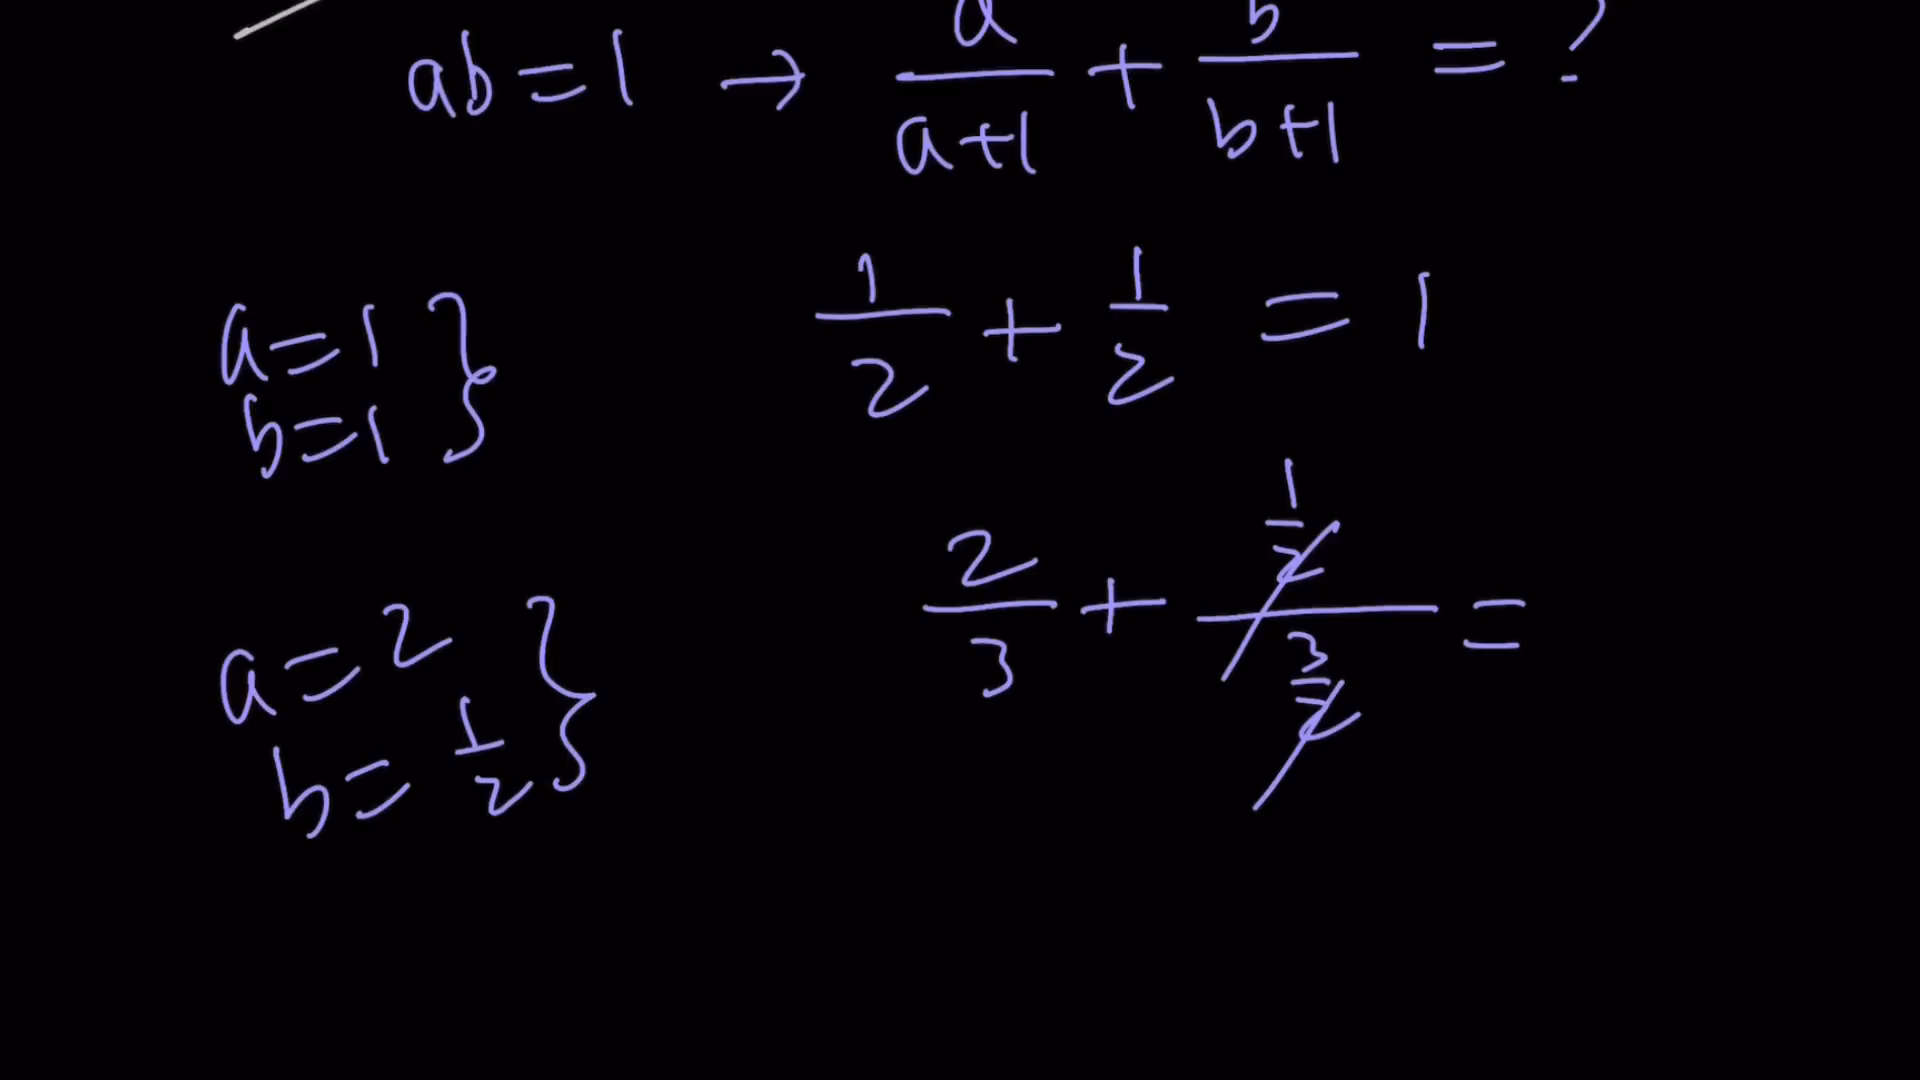 ab = 1 → a/(a+1) + b/(b+1) = ?
a = 1
b = 1 }
1/2 + 1/2 = 1
a = 2
b = 1/2 }
2/3 + (1/2)/(3/2) =